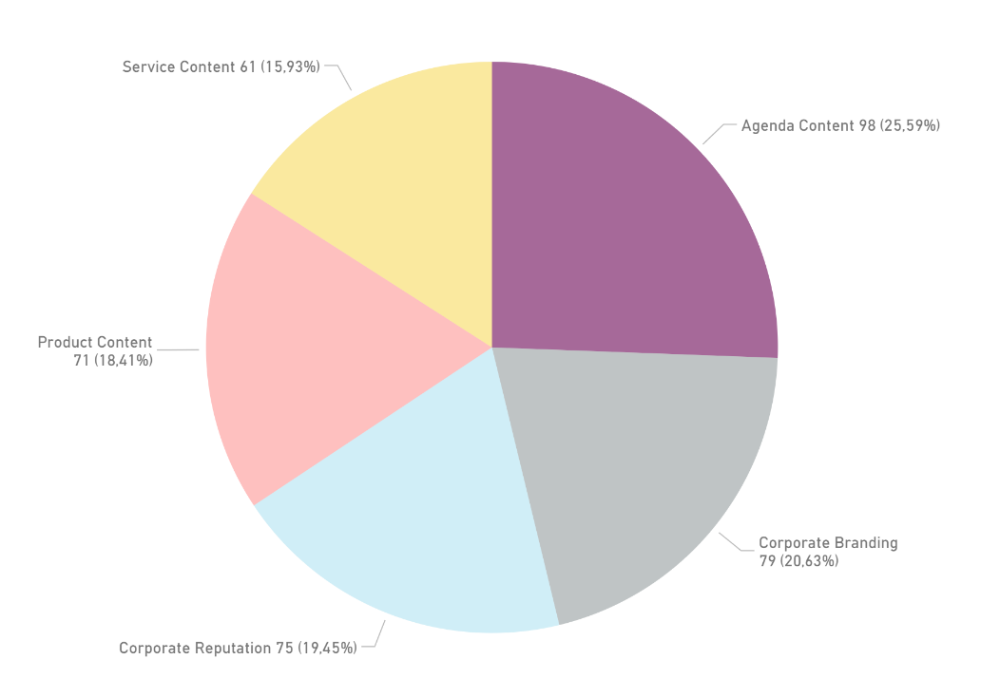 Service Content 61 (15,93%)
Agenda Content 98 (25,59%)
Product Content
71 (18,41%)
Corporate Branding
79 (20,63%)
Corporate Reputation 75 (19,45%)